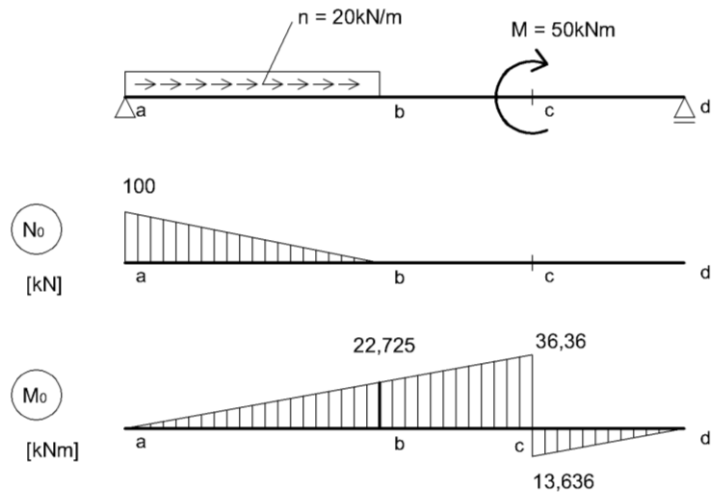 n = 20kN/m
M = 50kNm
a b c d
100
N0
[kN]
a b c d
22,725 36,36
M0
[kNm]
a b c d
13,636